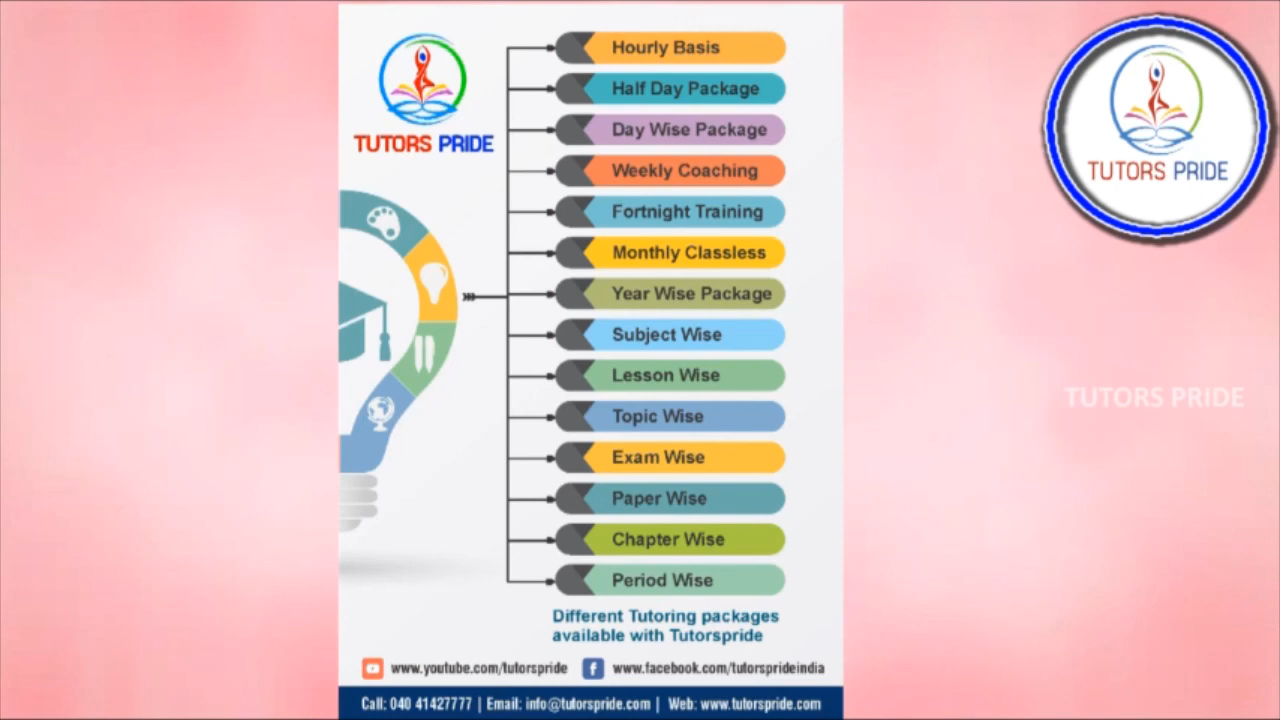 TUTORS PRIDE
Hourly Basis
Half Day Package
Day Wise Package
Weekly Coaching
Fortnight Training
Monthly Classless
Year Wise Package
Subject Wise
Lesson Wise
Topic Wise
Exam Wise
Paper Wise
Chapter Wise
Period Wise
Different Tutoring packages
available with Tutorspride
www.youtube.com/tutorspride
www.facebook.com/tutorsprideindia
Call: 040 41427777 | Email: info@tutorspride.com | Web: www.tutorspride.com
TUTORS PRIDE
TUTORS PRIDE